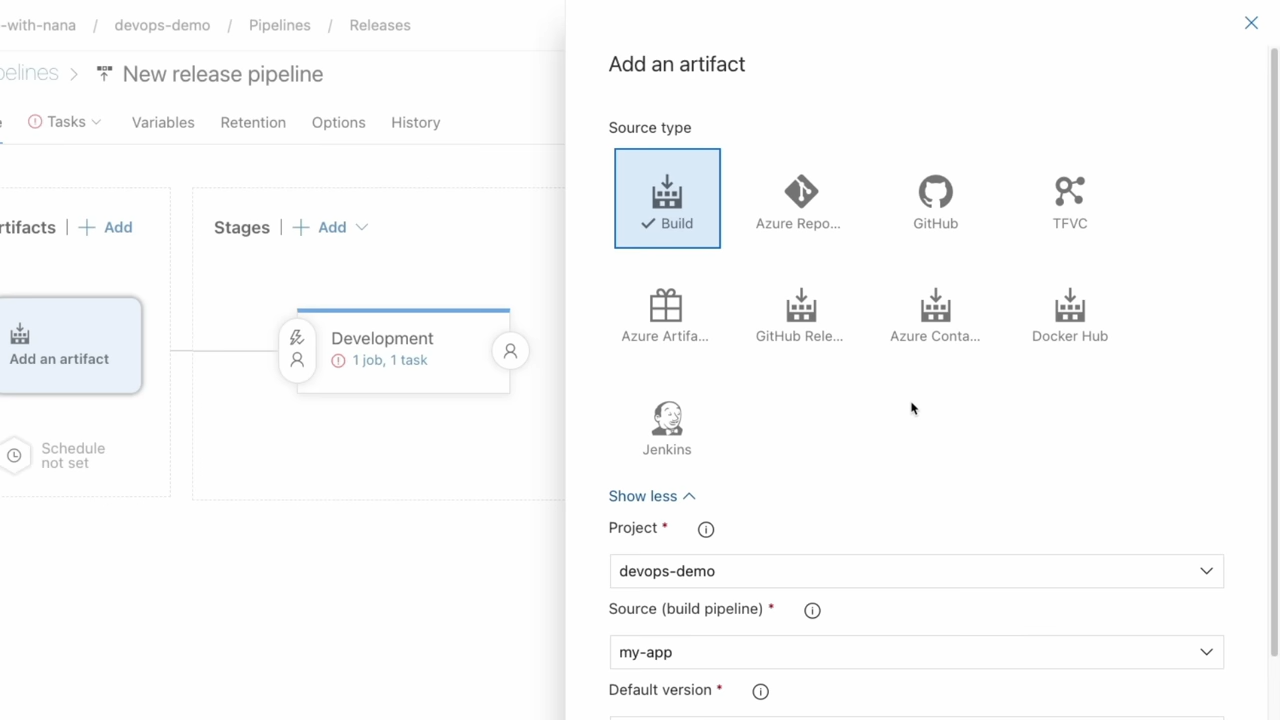 -with-nana / devops-demo / Pipelines / Releases
pelines > New release pipeline
Tasks Variables Retention Options History
rtifacts | + Add
Stages | + Add
Add an artifact
Schedule
not set
Development
1 job, 1 task
Add an artifact
Source type
Build Azure Repo... GitHub TFVC
Azure Artifa... GitHub Rele... Azure Conta... Docker Hub
Jenkins
Show less
Project *
devops-demo
Source (build pipeline) *
my-app
Default version *